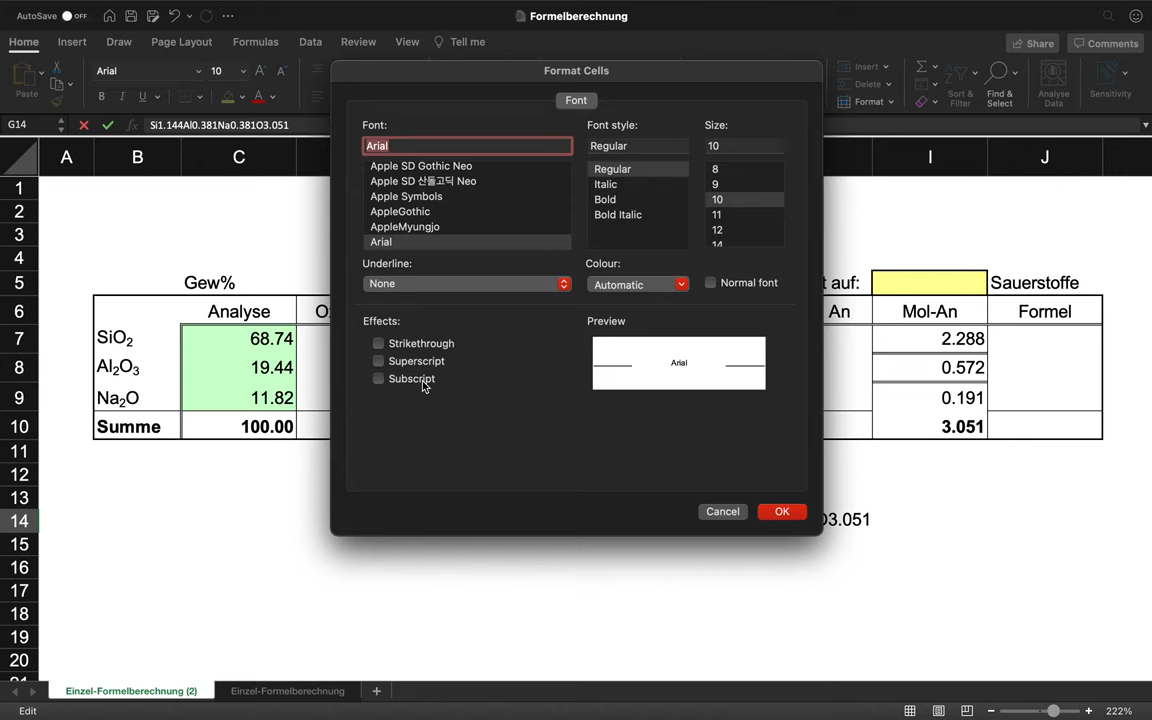 AutoSave OFF
Formelberechnung
Home Insert Draw Page Layout Formulas Data Review View Tell me
Share Comments
Paste
Arial 10
B I U A
Insert
Delete
Format
Sort & Filter
Find & Select
Analyse Data
Sensitivity
G14 fx Si1.144Al0.381Na0.381O3.051
A B C I J
Format Cells
Font
Font: Font style: Size:
Arial Regular 10
Apple SD Gothic Neo
Apple SD 산돌고딕 Neo
Apple Symbols
AppleGothic
AppleMyungjo
Arial
Regular
Italic
Bold
Bold Italic
8
9
10
11
12
14
Underline: Colour:
None Automatic Normal font
Effects: Preview
Strikethrough
Superscript
Subscript
Arial
Cancel OK
1
2
3
4
5 Gew% t auf: Sauerstoffe
6 Analyse O An Mol-An Formel
7 SiO₂ 68.74 2.288
8 Al₂O₃ 19.44 0.572
9 Na₂O 11.82 0.191
10 Summe 100.00 3.051
11
12
13
14 O3.051
15
16
17
18
19
20
21
Einzel-Formelberechnung (2) Einzel-Formelberechnung +
Edit 222%